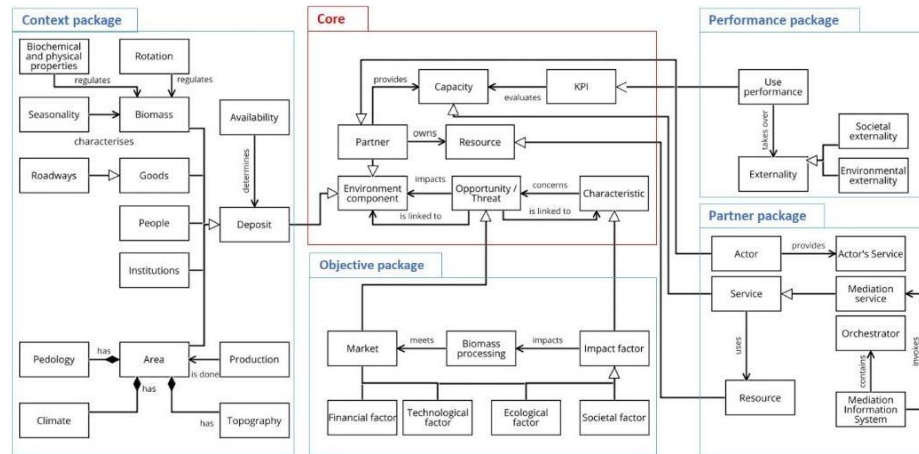 Context package
Biochemical
and physical
properties
Rotation
regulates
regulates
Seasonality
Biomass
Availability
characterises
determines
Roadways
Goods
People
Deposit
Institutions
Pedology
has
Area
Production
is done
has
Climate
has
Topography
Core
provides
Capacity
KPI
evaluates
Partner
owns
Resource
Environment
component
impacts
Opportunity /
Threat
concerns
Characteristic
is linked to
is linked to
Objective package
Market
meets
Biomass
processing
impacts
Impact factor
Financial factor
Technological
factor
Ecological
factor
Societal factor
Performance package
Use
performance
takes over
Societal
externality
Externality
Environmental
externality
Partner package
Actor
provides
Actor's Service
Service
Mediation
service
Orchestrator
uses
contains
invokes
Resource
Mediation
Information
System